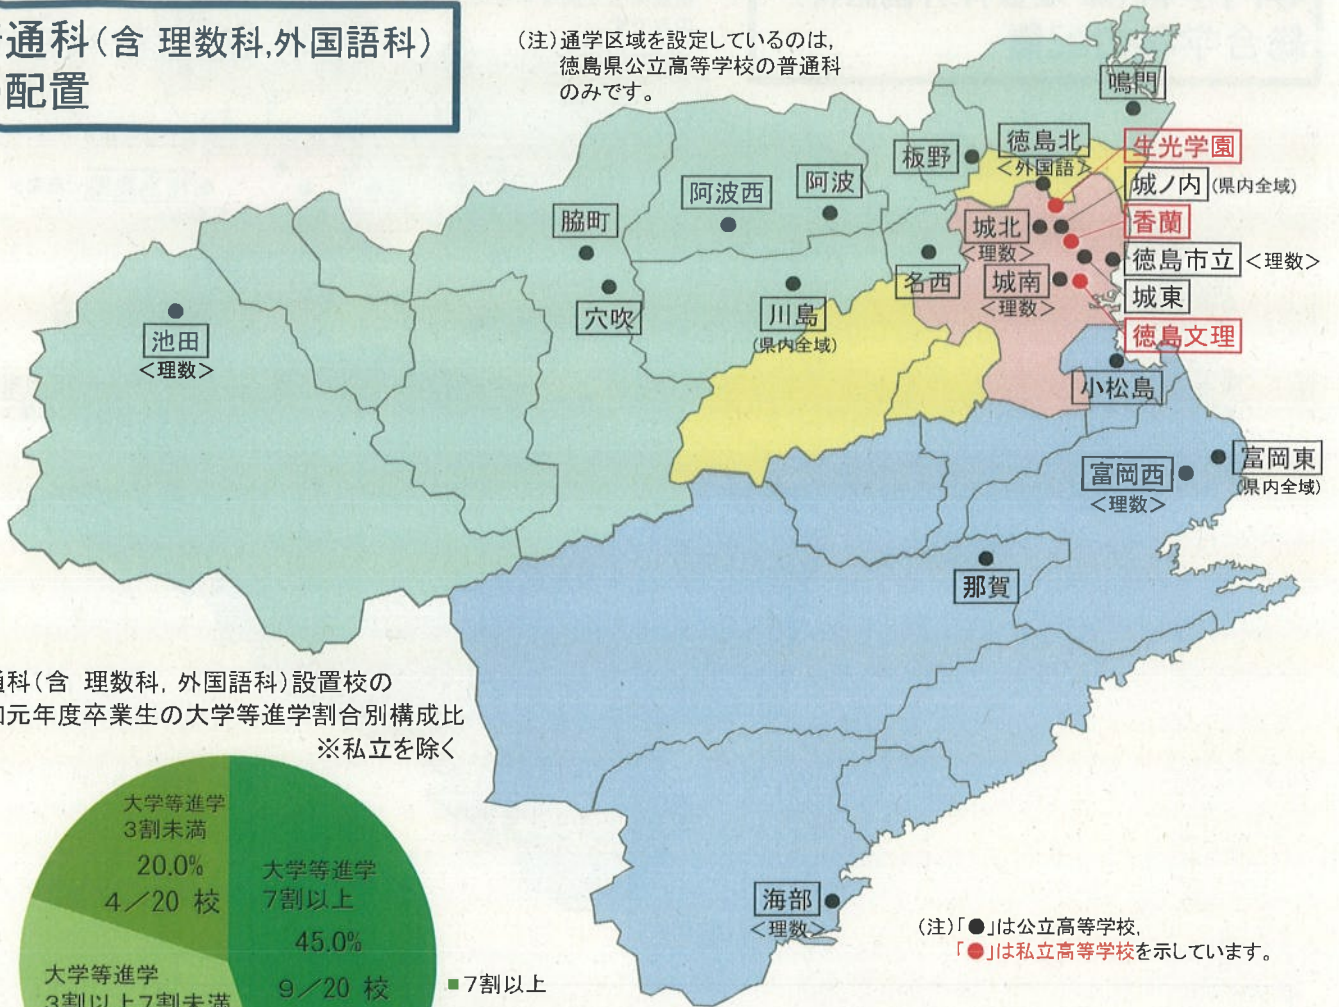 普通科(含 理数科,外国語科)
配置
(注)通学区域を設定しているのは,
徳島県公立高等学校の普通科
のみです。
鳴門
徳島北
<外国語>
板野
生光学園
城ノ内(県内全域)
阿波西
阿波
脇町
城北
<理数>
香蘭
徳島市立<理数>
名西
城南
<理数>
城東
穴吹
川島
(県内全域)
池田
<理数>
徳島文理
小松島
富岡東
(県内全域)
富岡西
<理数>
那賀
海部
<理数>
通科(含 理数科, 外国語科)設置校の
元年度卒業生の大学等進学割合別構成比
※私立を除く
大学等進学
3割未満
20.0%
4/20 校
大学等進学
7割以上
45.0%
9/20 校
大学等進学
3割以上7割未満
■7割以上
(注)「●」は公立高等学校,
「●」は私立高等学校を示しています。